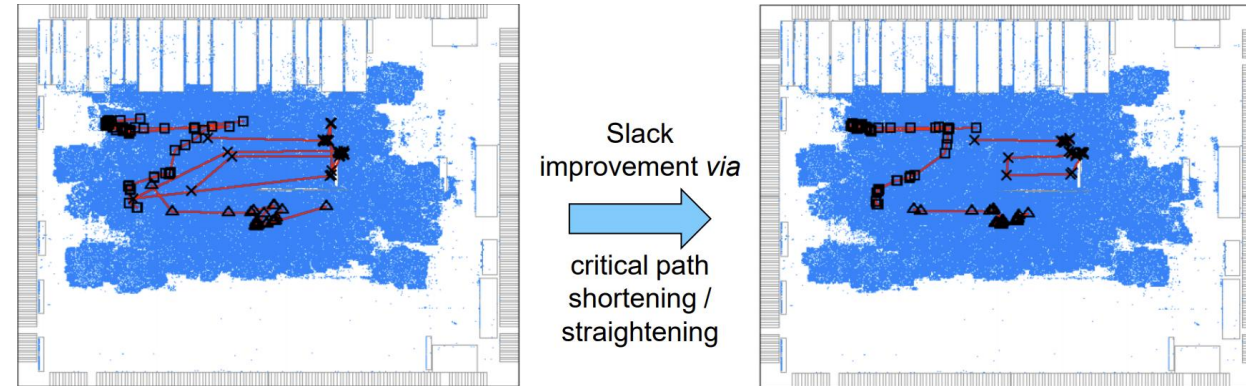 Slack
improvement via
critical path
shortening /
straightening